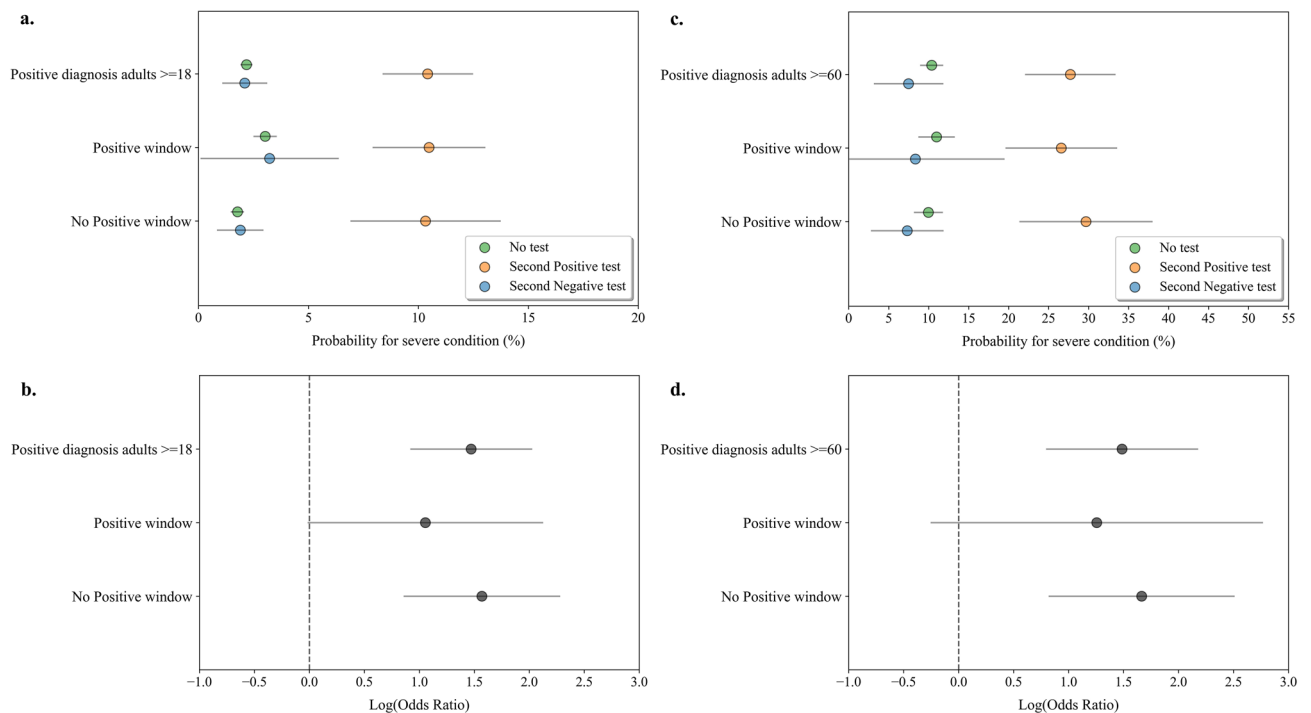 a.
Positive diagnosis adults >=18
Positive window
No Positive window
No test
Second Positive test
Second Negative test
0 5 10 15 20
Probability for severe condition (%)
c.
Positive diagnosis adults >=60
Positive window
No Positive window
No test
Second Positive test
Second Negative test
0 5 10 15 20 25 30 35 40 45 50 55
Probability for severe condition (%)
b.
Positive diagnosis adults >=18
Positive window
No Positive window
−1.0 −0.5 0.0 0.5 1.0 1.5 2.0 2.5 3.0
Log(Odds Ratio)
d.
Positive diagnosis adults >=60
Positive window
No Positive window
−1.0 −0.5 0.0 0.5 1.0 1.5 2.0 2.5 3.0
Log(Odds Ratio)